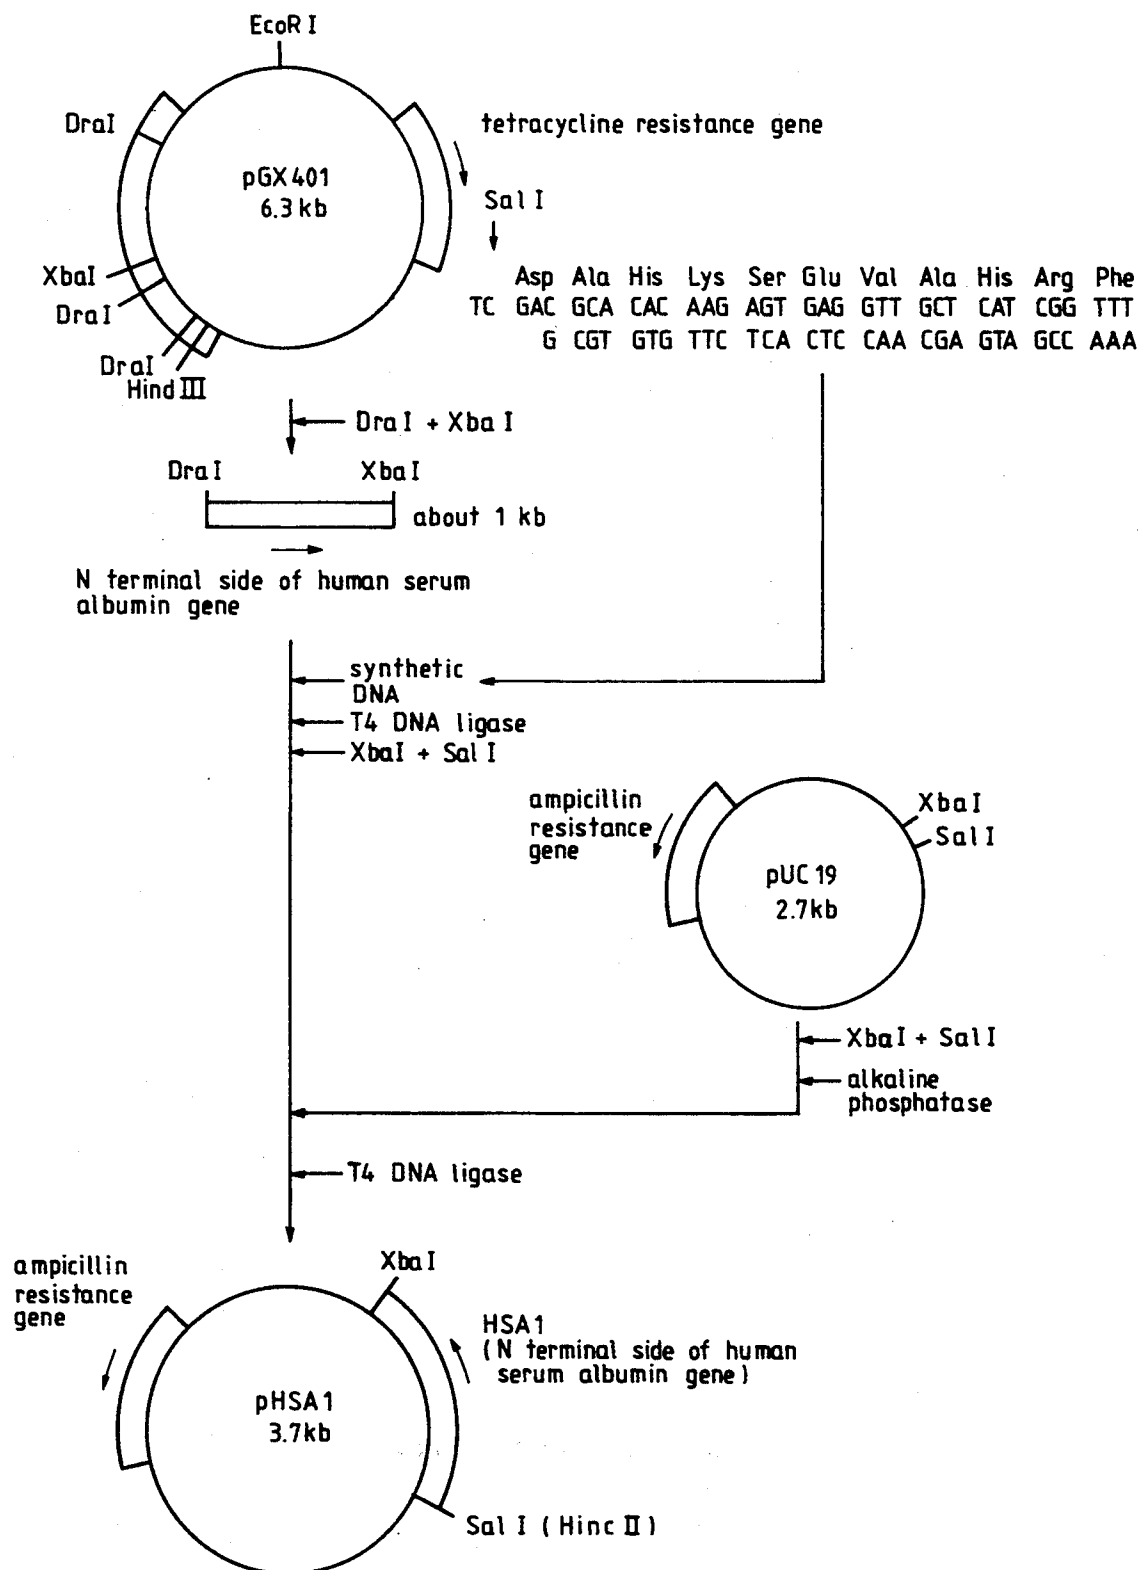 EcoR I
DraI
tetracycline resistance gene
pGX401
6.3 kb
Sal I
XbaI
DraI
DraI
Hind III
Asp Ala His Lys Ser Glu Val Ala His Arg Phe
TC GAC GCA CAC AAG AGT GAG GTT GCT CAT CGG TTT
G CGT GTG TTC TCA CTC CAA CGA GTA GCC AAA
DraI + Xba I
DraI XbaI
about 1 kb
N terminal side of human serum
albumin gene
synthetic
DNA
T4 DNA ligase
XbaI + Sal I
ampicillin
resistance
gene
XbaI
Sal I
pUC 19
2.7kb
XbaI + Sal I
alkaline
phosphatase
T4 DNA ligase
ampicillin
resistance
gene
XbaI
HSA1
(N terminal side of human
serum albumin gene)
pHSA1
3.7kb
Sal I (Hinc II)